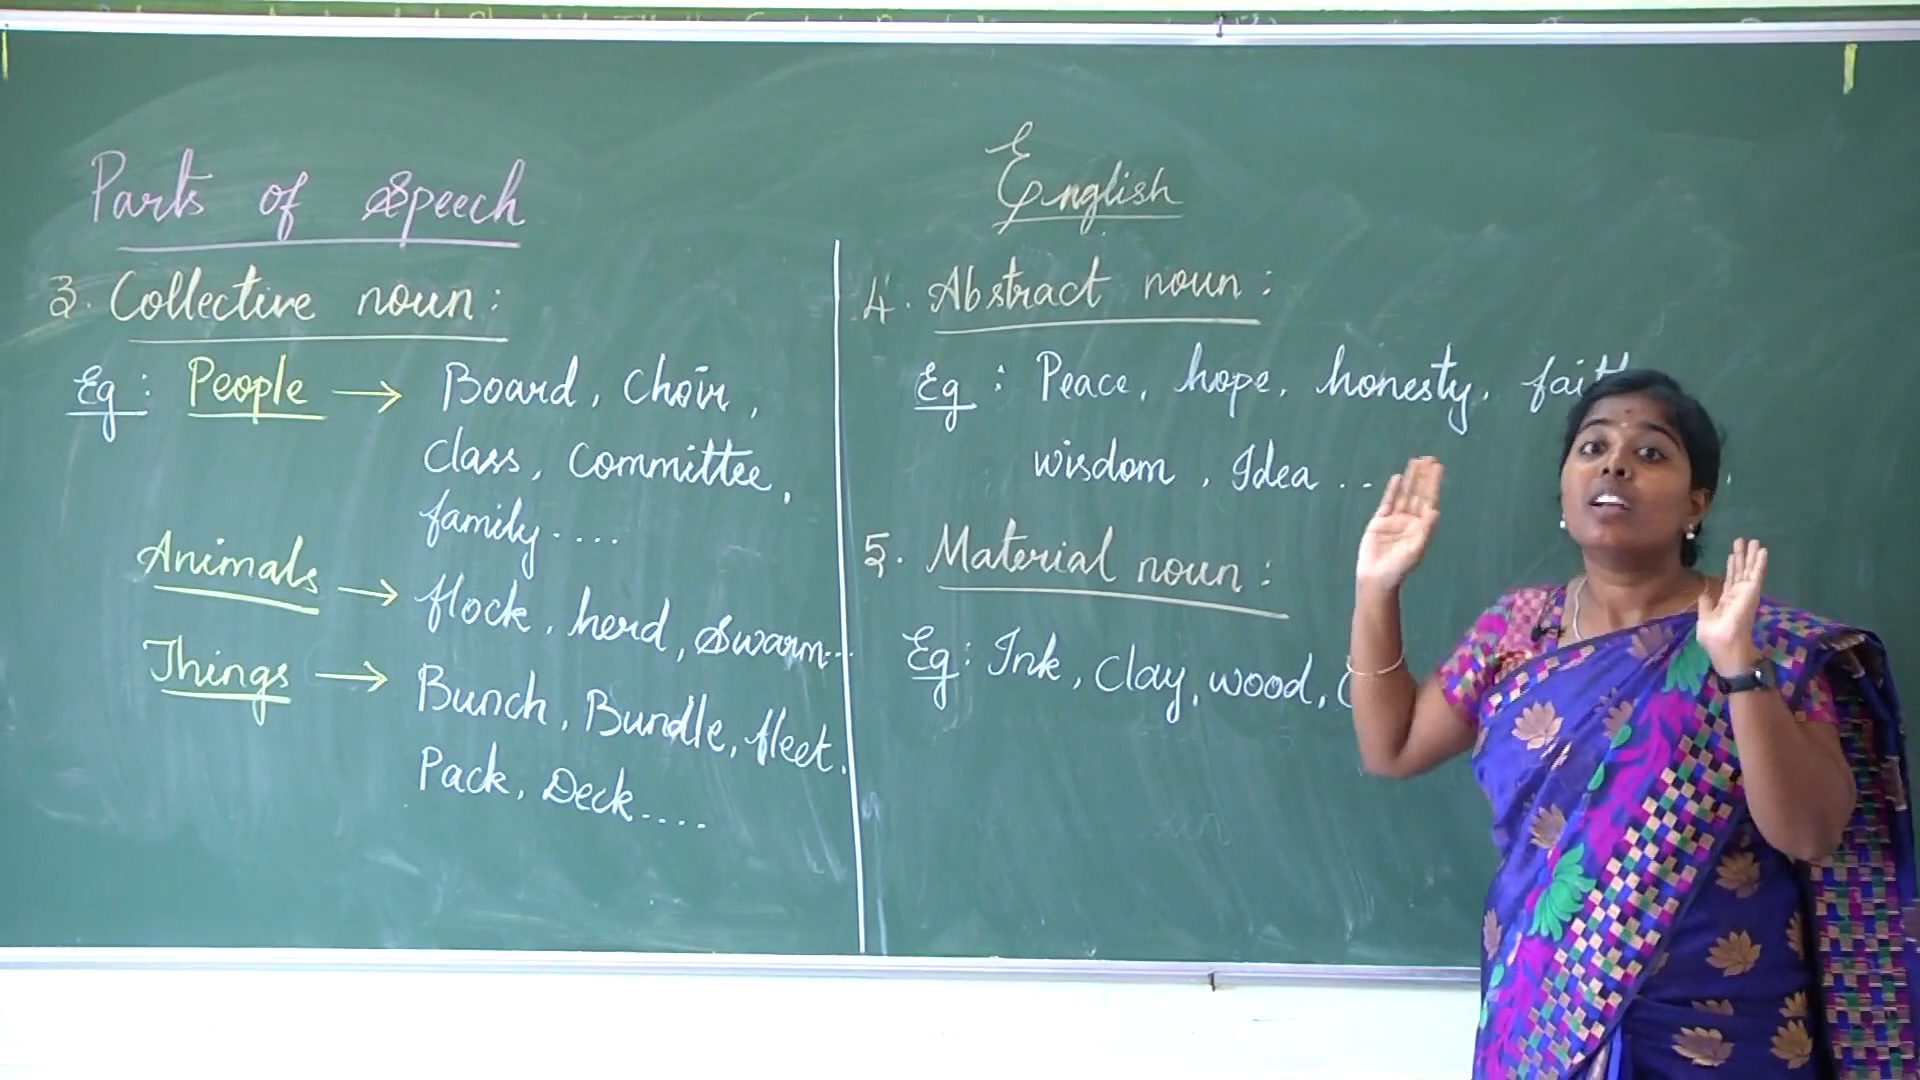 Parts of Speech
English
3. Collective noun:
Eg: People → Board, Choir,
class, Committee,
family....
Animals → flock, herd, swarm...
Things → Bunch, Bundle, fleet.
Pack, Deck....
4. Abstract noun:
Eg: Peace, hope, honesty,
wisdom, Idea...
5. Material noun:
Eg: Ink, Clay, wood,